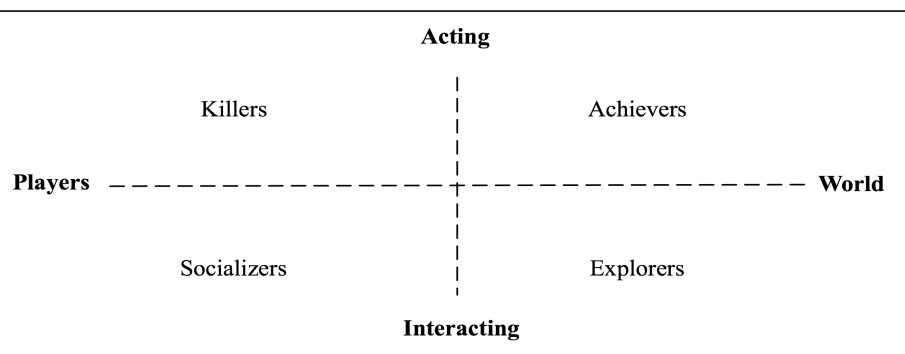 Acting
Killers Achievers
Players World
Socializers Explorers
Interacting